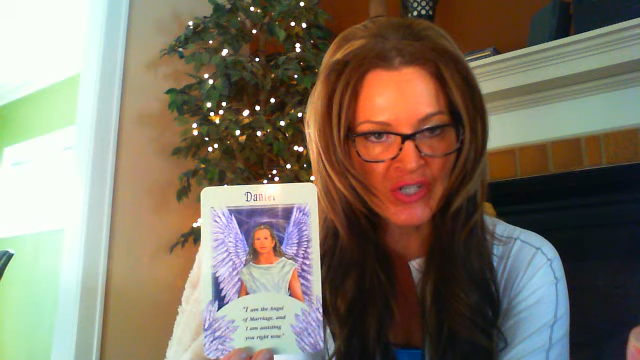 Daniel
"I am the Angel
of Marriage, and
I am assisting
you right now."